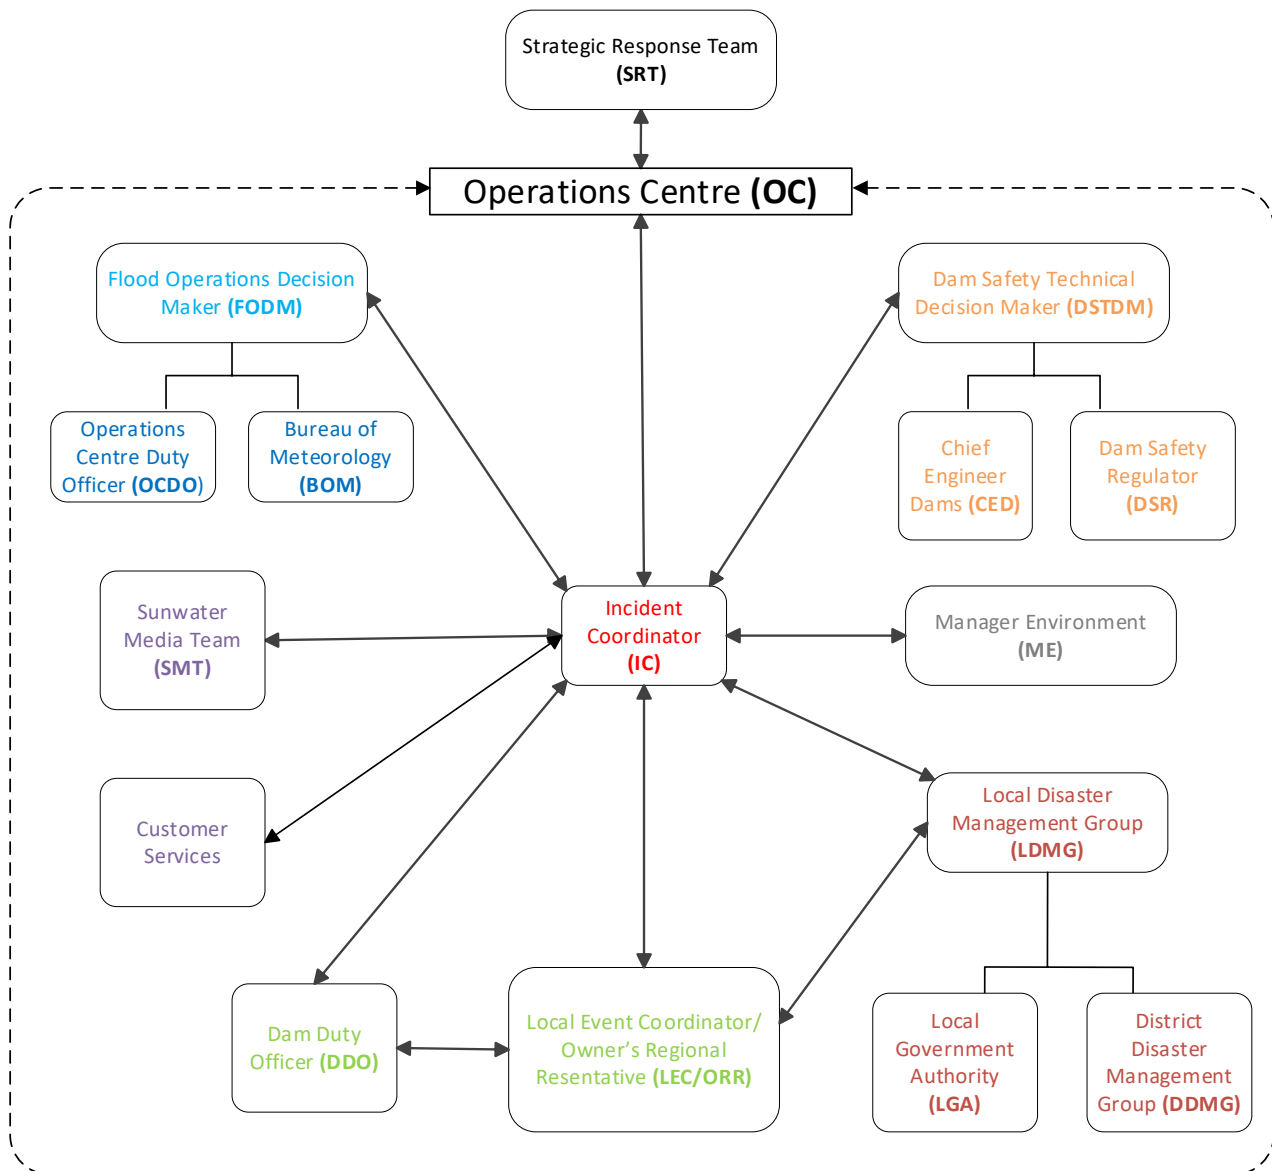 Strategic Response Team
(SRT)
Operations Centre (OC)
Flood Operations Decision
Maker (FODM)
Dam Safety Technical
Decision Maker (DSTDM)
Operations
Centre Duty
Officer (OCDO)
Bureau of
Meteorology
(BOM)
Chief
Engineer
Dams (CED)
Dam Safety
Regulator
(DSR)
Sunwater
Media Team
(SMT)
Incident
Coordinator
(IC)
Manager Environment
(ME)
Customer
Services
Local Disaster
Management Group
(LDMG)
Dam Duty
Officer (DDO)
Local Event Coordinator/
Owner’s Regional
Resentative (LEC/ORR)
Local
Government
Authority
(LGA)
District
Disaster
Management
Group (DDMG)